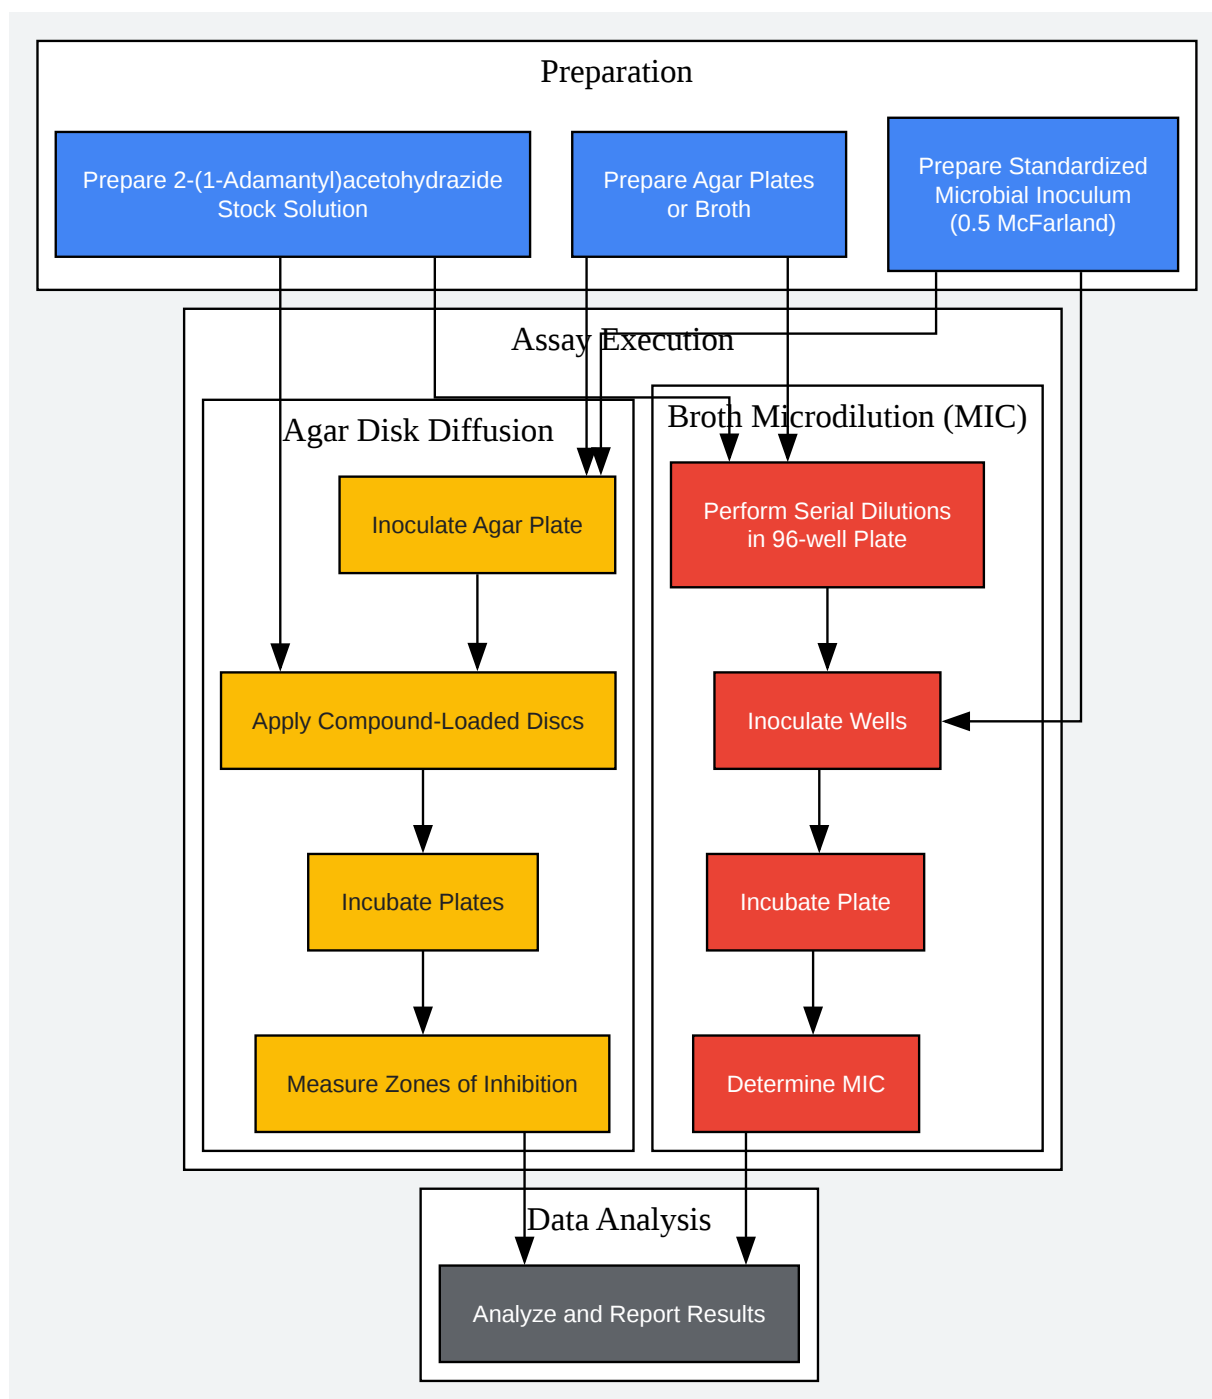 Preparation
Prepare 2-(1-Adamantyl)acetohydrazide
Stock Solution
Prepare Agar Plates
or Broth
Prepare Standardized
Microbial Inoculum
(0.5 McFarland)
Assay Execution
Agar Disk Diffusion
Inoculate Agar Plate
Apply Compound-Loaded Discs
Incubate Plates
Measure Zones of Inhibition
Broth Microdilution (MIC)
Perform Serial Dilutions
in 96-well Plate
Inoculate Wells
Incubate Plate
Determine MIC
Data Analysis
Analyze and Report Results